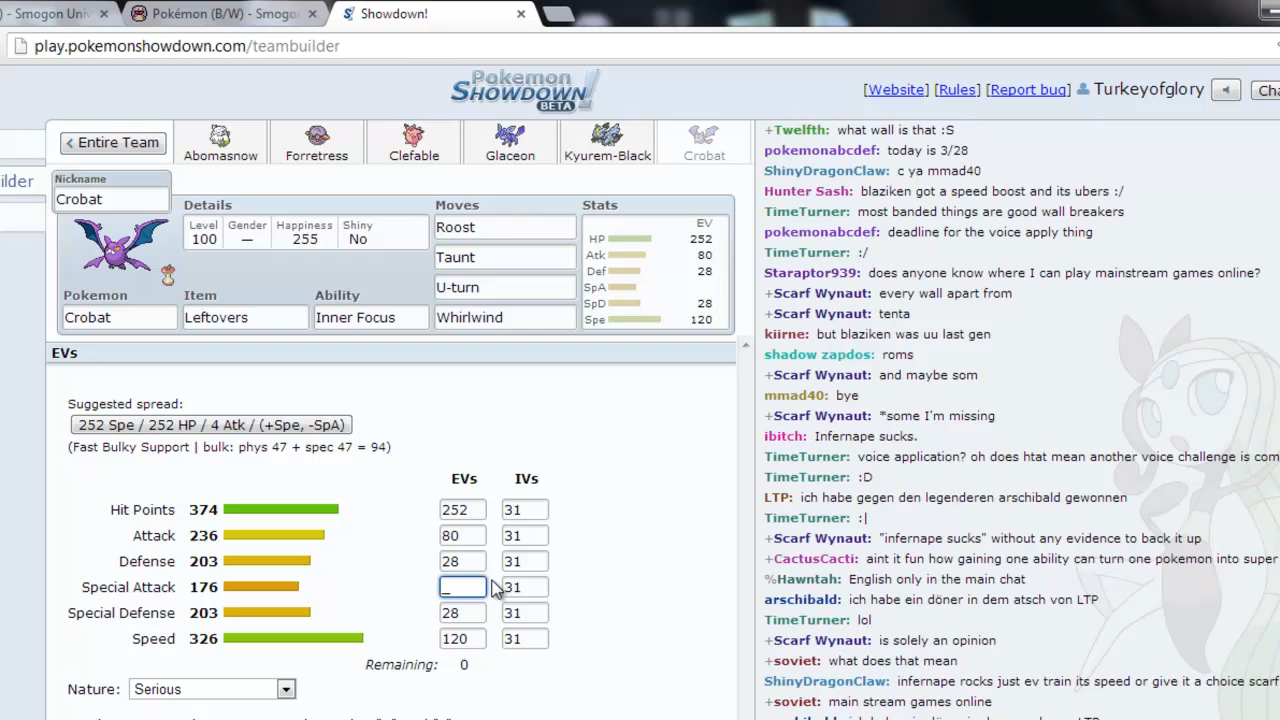 ) - Smogon Univ
Pokémon (B/W) - Smogon
Showdown!
play.pokemonshowdown.com/teambuilder
Pokemon
SHOWDOWN!
BETA
[Website] [Rules] [Report bug] Turkeyofglory
Cha
Entire Team
Abomasnow
Forretress
Clefable
Glaceon
Kyurem-Black
Crobat
ilder
Nickname
Crobat
Details
Level
100
Gender
—
Happiness
255
Shiny
No
Pokemon
Crobat
Item
Leftovers
Ability
Inner Focus
Moves
Roost
Taunt
U-turn
Whirlwind
Stats
EV
HP 252
Atk 80
Def 28
SpA
SpD 28
Spe 120
EVs
Suggested spread:
252 Spe / 252 HP / 4 Atk / (+Spe, -SpA)
(Fast Bulky Support | bulk: phys 47 + spec 47 = 94)
EVs IVs
Hit Points 374 252 31
Attack 236 80 31
Defense 203 28 31
Special Attack 176 _ 31
Special Defense 203 28 31
Speed 326 120 31
Remaining: 0
Nature: Serious
+Twelfth: what wall is that :S
pokemonabcdef: today is 3/28
ShinyDragonClaw: c ya mmad40
Hunter Sash: blaziken got a speed boost and its ubers :/
TimeTurner: most banded things are good wall breakers
pokemonabcdef: deadline for the voice apply thing
TimeTurner: :/
Staraptor939: does anyone know where I can play mainstream games online?
+Scarf Wynaut: every wall apart from
+Scarf Wynaut: tenta
kiirne: but blaziken was uu last gen
shadow zapdos: roms
+Scarf Wynaut: and maybe som
mmad40: bye
+Scarf Wynaut: *some I'm missing
ibitch: Infernape sucks.
TimeTurner: voice application? oh does htat mean another voice challenge is com
TimeTurner: :D
LTP: ich habe gegen den legenderen arschibald gewonnen
TimeTurner: :|
+Scarf Wynaut: "infernape sucks" without any evidence to back it up
+CactusCacti: aint it fun how gaining one ability can turn one pokemon into super
%Hawntah: English only in the main chat
arschibald: ich habe ein döner in dem atsch von LTP
TimeTurner: lol
+Scarf Wynaut: is solely an opinion
+soviet: what does that mean
ShinyDragonClaw: infernape rocks just ev train its speed or give it a choice scarf
+soviet: main stream games online